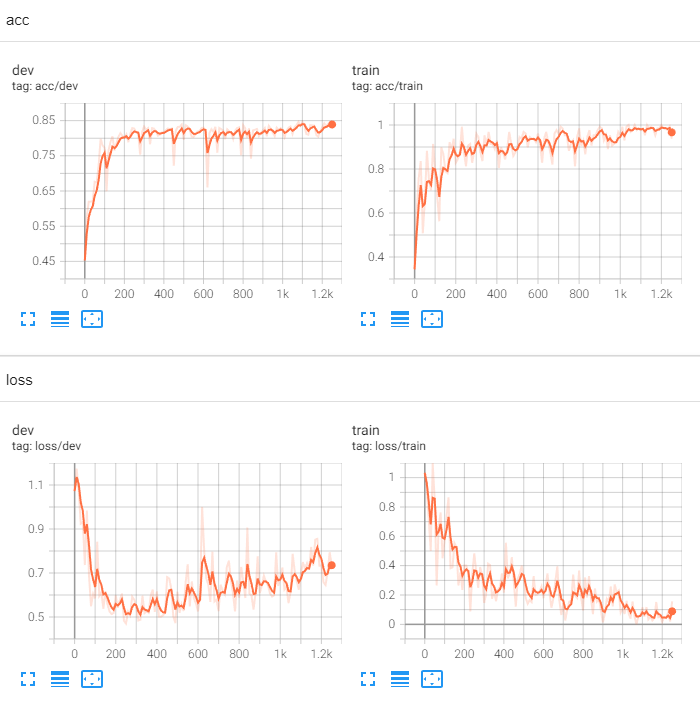 acc
dev
tag: acc/dev
0.85
0.75
0.65
0.55
0.45
0 200 400 600 800 1k 1.2k
train
tag: acc/train
1
0.8
0.6
0.4
0 200 400 600 800 1k 1.2k
loss
dev
tag: loss/dev
1.1
0.9
0.7
0.5
0 200 400 600 800 1k 1.2k
train
tag: loss/train
1
0.8
0.6
0.4
0.2
0
0 200 400 600 800 1k 1.2k